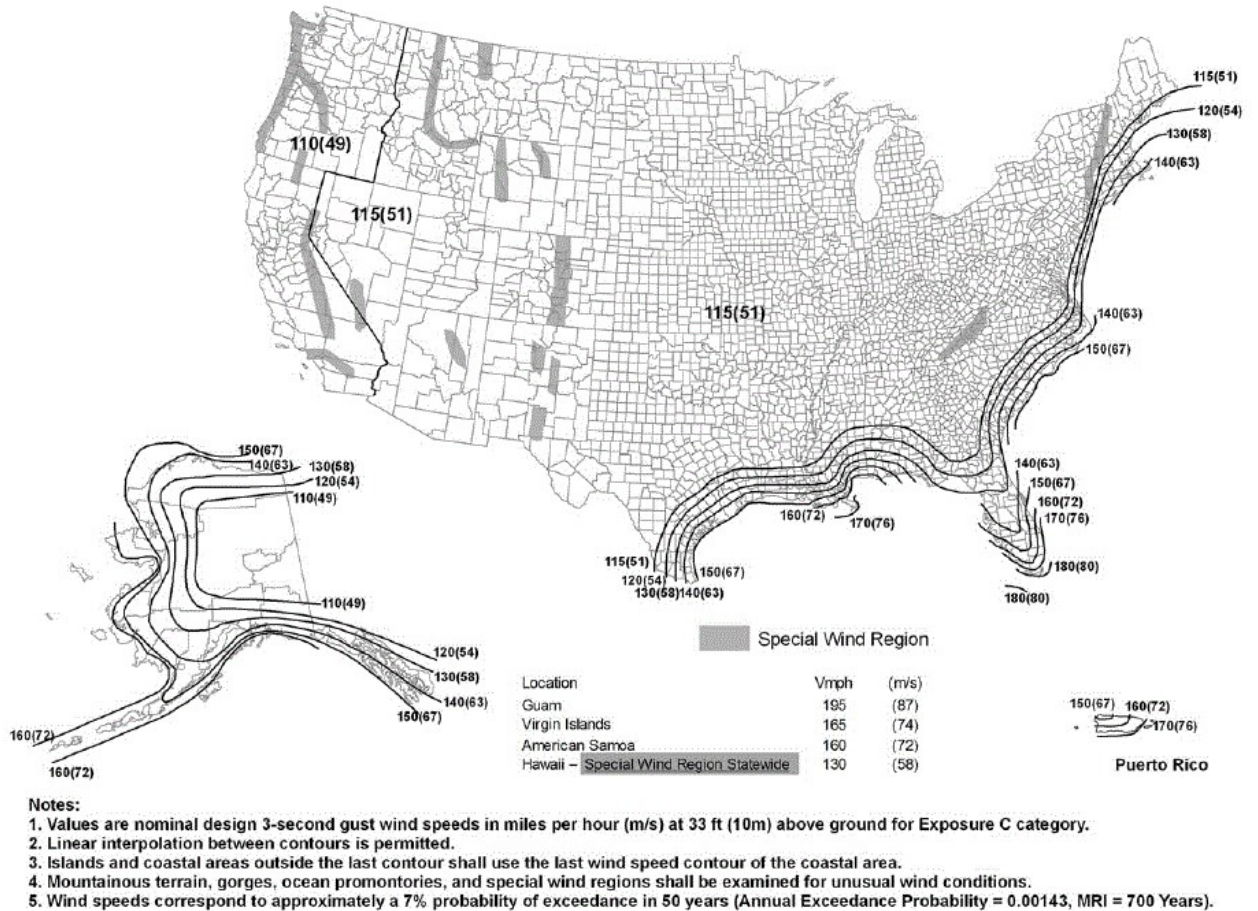 115(51)
120(54)
130(58)
140(63)
110(49)
115(51)
115(51)
140(63)
150(67)
150(67)
140(63)
130(58)
120(54)
110(49)
140(63)
150(67)
160(72)
170(76)
160(72)
170(76)
115(51)
120(54)
130(58)
140(63)
150(67)
180(80)
180(80)
110(49)
120(54)
130(58)
140(63)
150(67)
160(72)
160(72)
Special Wind Region
Location Vmph (m/s)
Guam 195 (87)
Virgin Islands 165 (74)
American Samoa 160 (72)
Hawaii – Special Wind Region Statewide 130 (58)
150(67)
160(72)
170(76)
Puerto Rico
Notes:
1. Values are nominal design 3-second gust wind speeds in miles per hour (m/s) at 33 ft (10m) above ground for Exposure C category.
2. Linear interpolation between contours is permitted.
3. Islands and coastal areas outside the last contour shall use the last wind speed contour of the coastal area.
4. Mountainous terrain, gorges, ocean promontories, and special wind regions shall be examined for unusual wind conditions.
5. Wind speeds correspond to approximately a 7% probability of exceedance in 50 years (Annual Exceedance Probability = 0.00143, MRI = 700 Years).